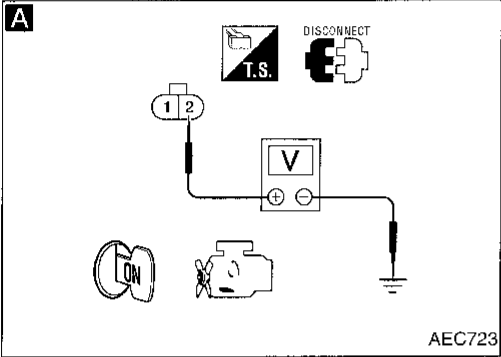 A
DISCONNECT
T.S.
1 2
V
+ −
ON
AEC723